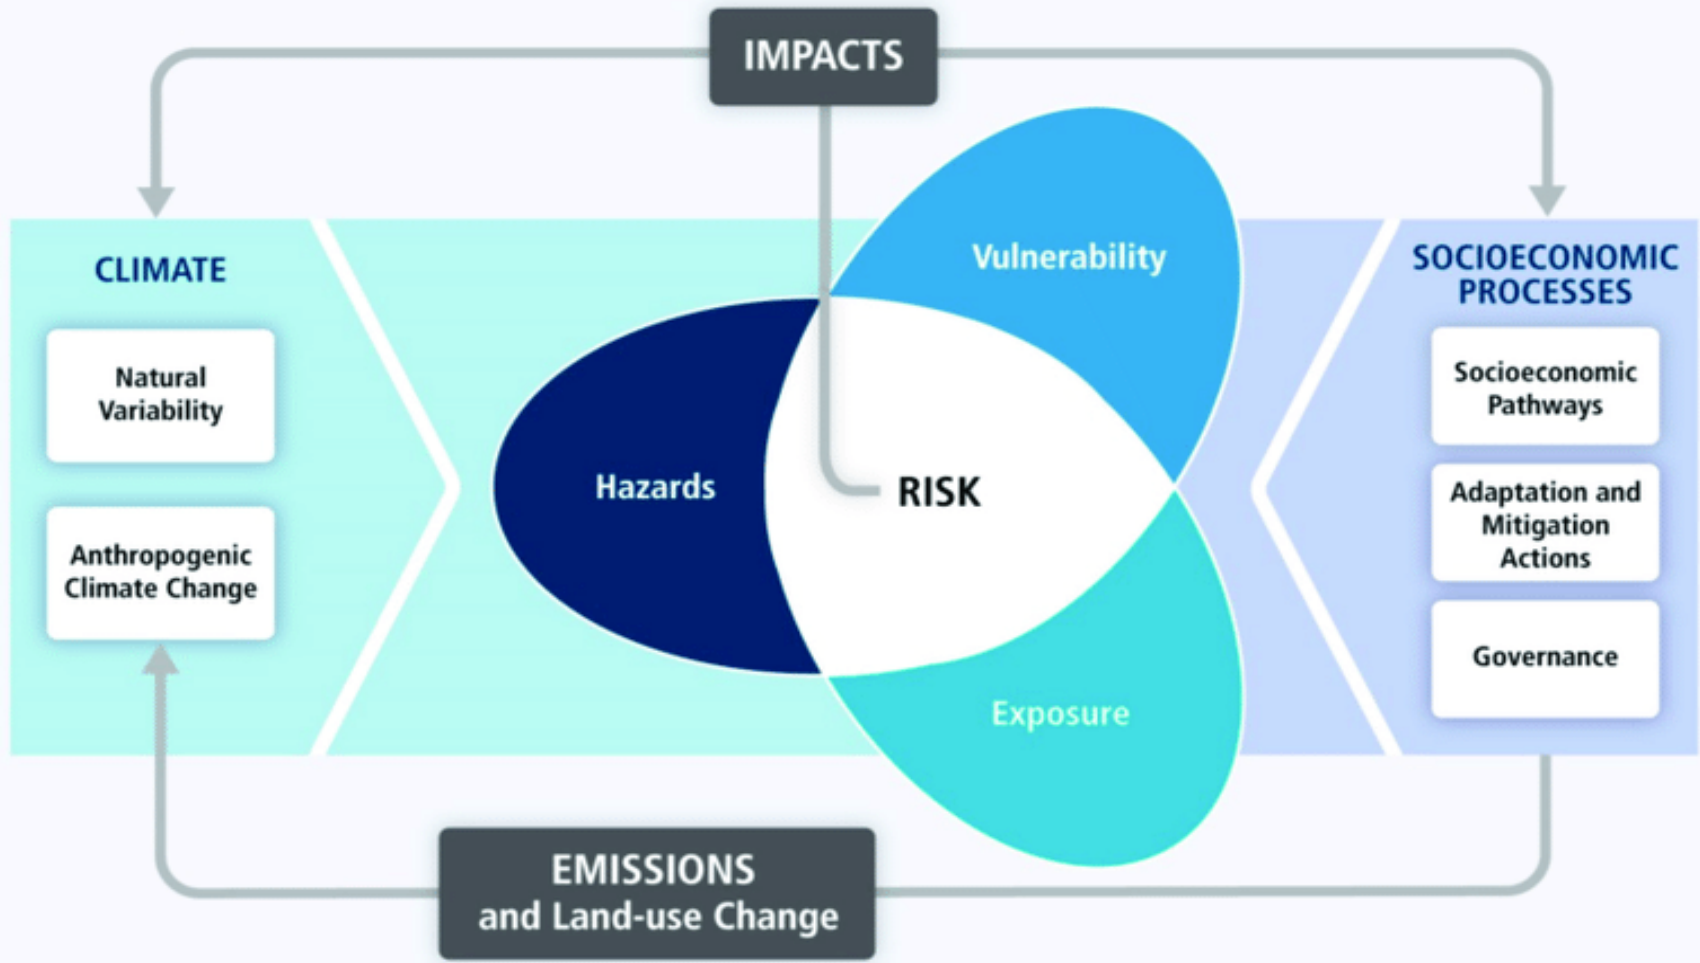 IMPACTS
CLIMATE
Natural
Variability
Anthropogenic
Climate Change
Vulnerability
Hazards
RISK
Exposure
SOCIOECONOMIC
PROCESSES
Socioeconomic
Pathways
Adaptation and
Mitigation
Actions
Governance
EMISSIONS
and Land-use Change